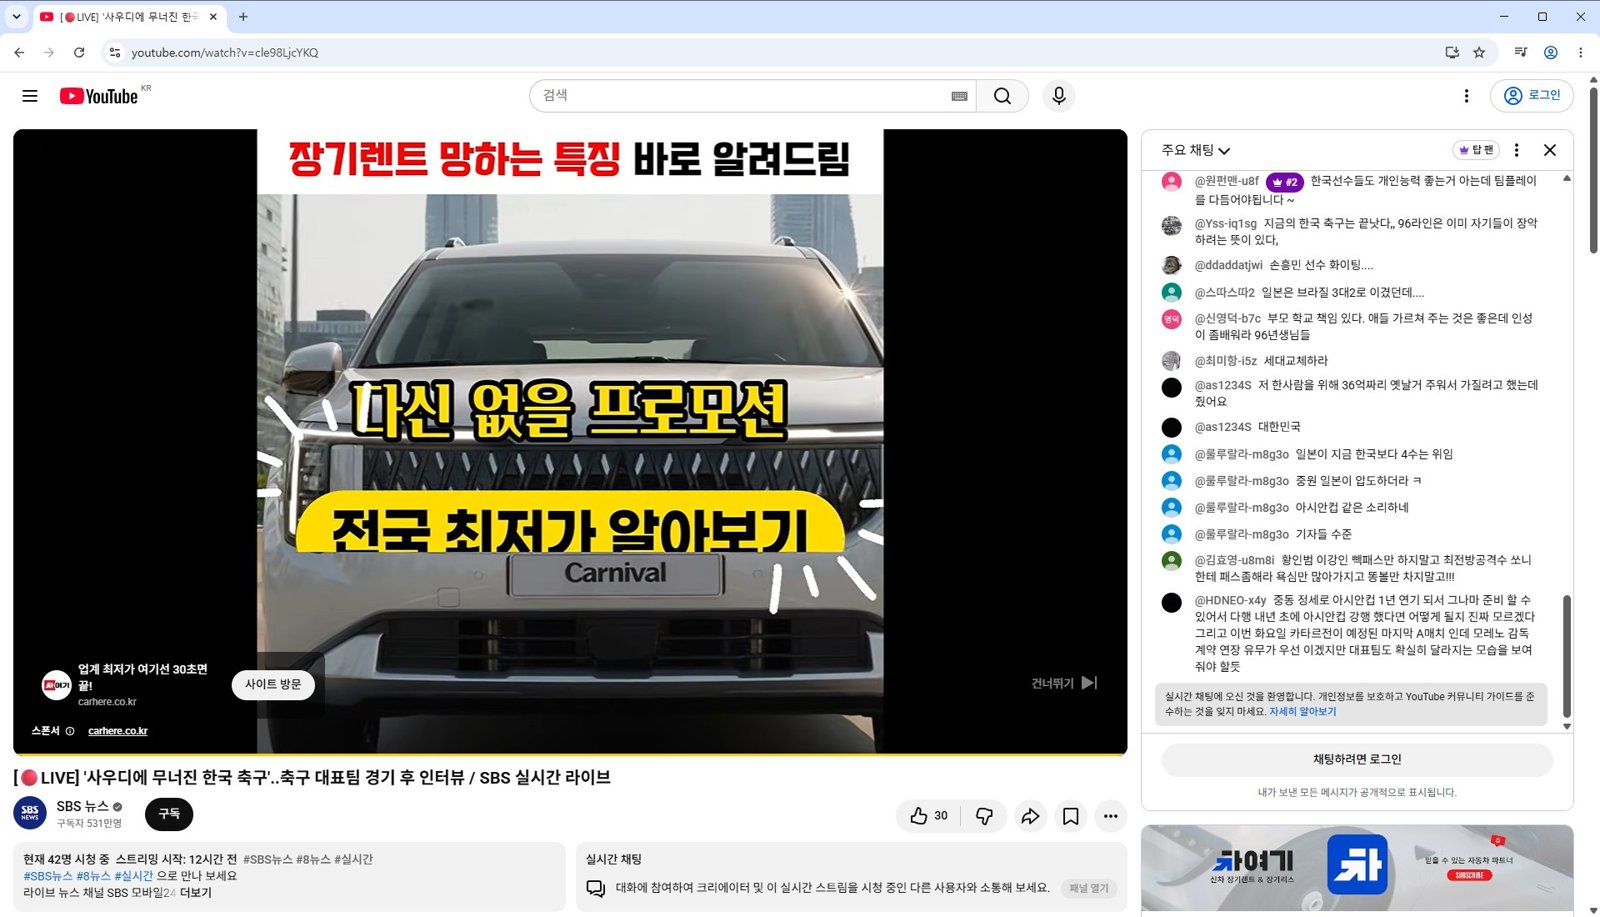 [🔴LIVE] '사우디에 무너진 한국
youtube.com/watch?v=cle98LjcYKQ
YouTube KR
검색
로그인
장기렌트 망하는 특징 바로 알려드림
다신 없을 프로모션
전국 최저가 알아보기
Carnival
업계 최저가 여기선 30초면
끝!
carhere.co.kr
사이트 방문
건너뛰기
스폰서 carhere.co.kr
[🔴LIVE] '사우디에 무너진 한국 축구'..축구 대표팀 경기 후 인터뷰 / SBS 실시간 라이브
SBS NEWS
SBS 뉴스
구독자 531만명
구독
30
현재 42명 시청 중 스트리밍 시작: 12시간 전 #SBS뉴스 #8뉴스 #실시간
#SBS뉴스 #8뉴스 #실시간 으로 만나 보세요
라이브 뉴스 채널 SBS 모바일24 더보기
실시간 채팅
대화에 참여하여 크리에이터 및 이 실시간 스트림을 시청 중인 다른 사용자와 소통해 보세요.
패널 열기
주요 채팅
탑 팬
@원펀맨-u8f #2 한국선수들도 개인능력 좋는거 아는데 팀플레이
를 다듬어야됩니다 ~
@Yss-iq1sg 지금의 한국 축구는 끝낫다,, 96라인은 이미 자기들이 장악
하려는 뜻이 있다,
@ddaddatjwi 손흥민 선수 화이팅....
@스따스따2 일본은 브라질 3대2로 이겼던데....
영덕
@신영덕-b7c 부모 학교 책임 있다. 애들 가르쳐 주는 것은 좋은데 인성
이 좀배워라 96년생님들
@최미향-i5z 세대교체하라
@as1234S 저 한사람을 위해 36억짜리 옛날거 주워서 가질려고 했는데
줬어요
@as1234S 대한민국
@룰루랄라-m8g3o 일본이 지금 한국보다 4수는 위임
@룰루랄라-m8g3o 중원 일본이 압도하더라 ㅋ
@룰루랄라-m8g3o 아시안컵 같은 소리하네
@룰루랄라-m8g3o 기자들 수준
@김효영-u8m8i 황인범 이강인 빽패스만 하지말고 최전방공격수 쏘니
한테 패스좀해라 욕심만 많아가지고 똥볼만 차지말고!!!
@HDNEO-x4y 중동 정세로 아시안컵 1년 연기 되서 그나마 준비 할 수
있어서 다행 내년 초에 아시안컵 강행 했다면 어떻게 될지 진짜 모르겠다
그리고 이번 화요일 카타르전이 예정된 마지막 A매치 인데 모레노 감독
계약 연장 유무가 우선 이겠지만 대표팀도 확실히 달라지는 모습을 보여
줘야 할듯
실시간 채팅에 오신 것을 환영합니다. 개인정보를 보호하고 YouTube 커뮤니티 가이드를 준
수하는 것을 잊지 마세요. 자세히 알아보기
채팅하려면 로그인
내가 보낸 모든 메시지가 공개적으로 표시됩니다.
차여기
신차 장기렌트 & 장기리스
차
믿을 수 있는 자동차 파트너
SUBSCRIBE